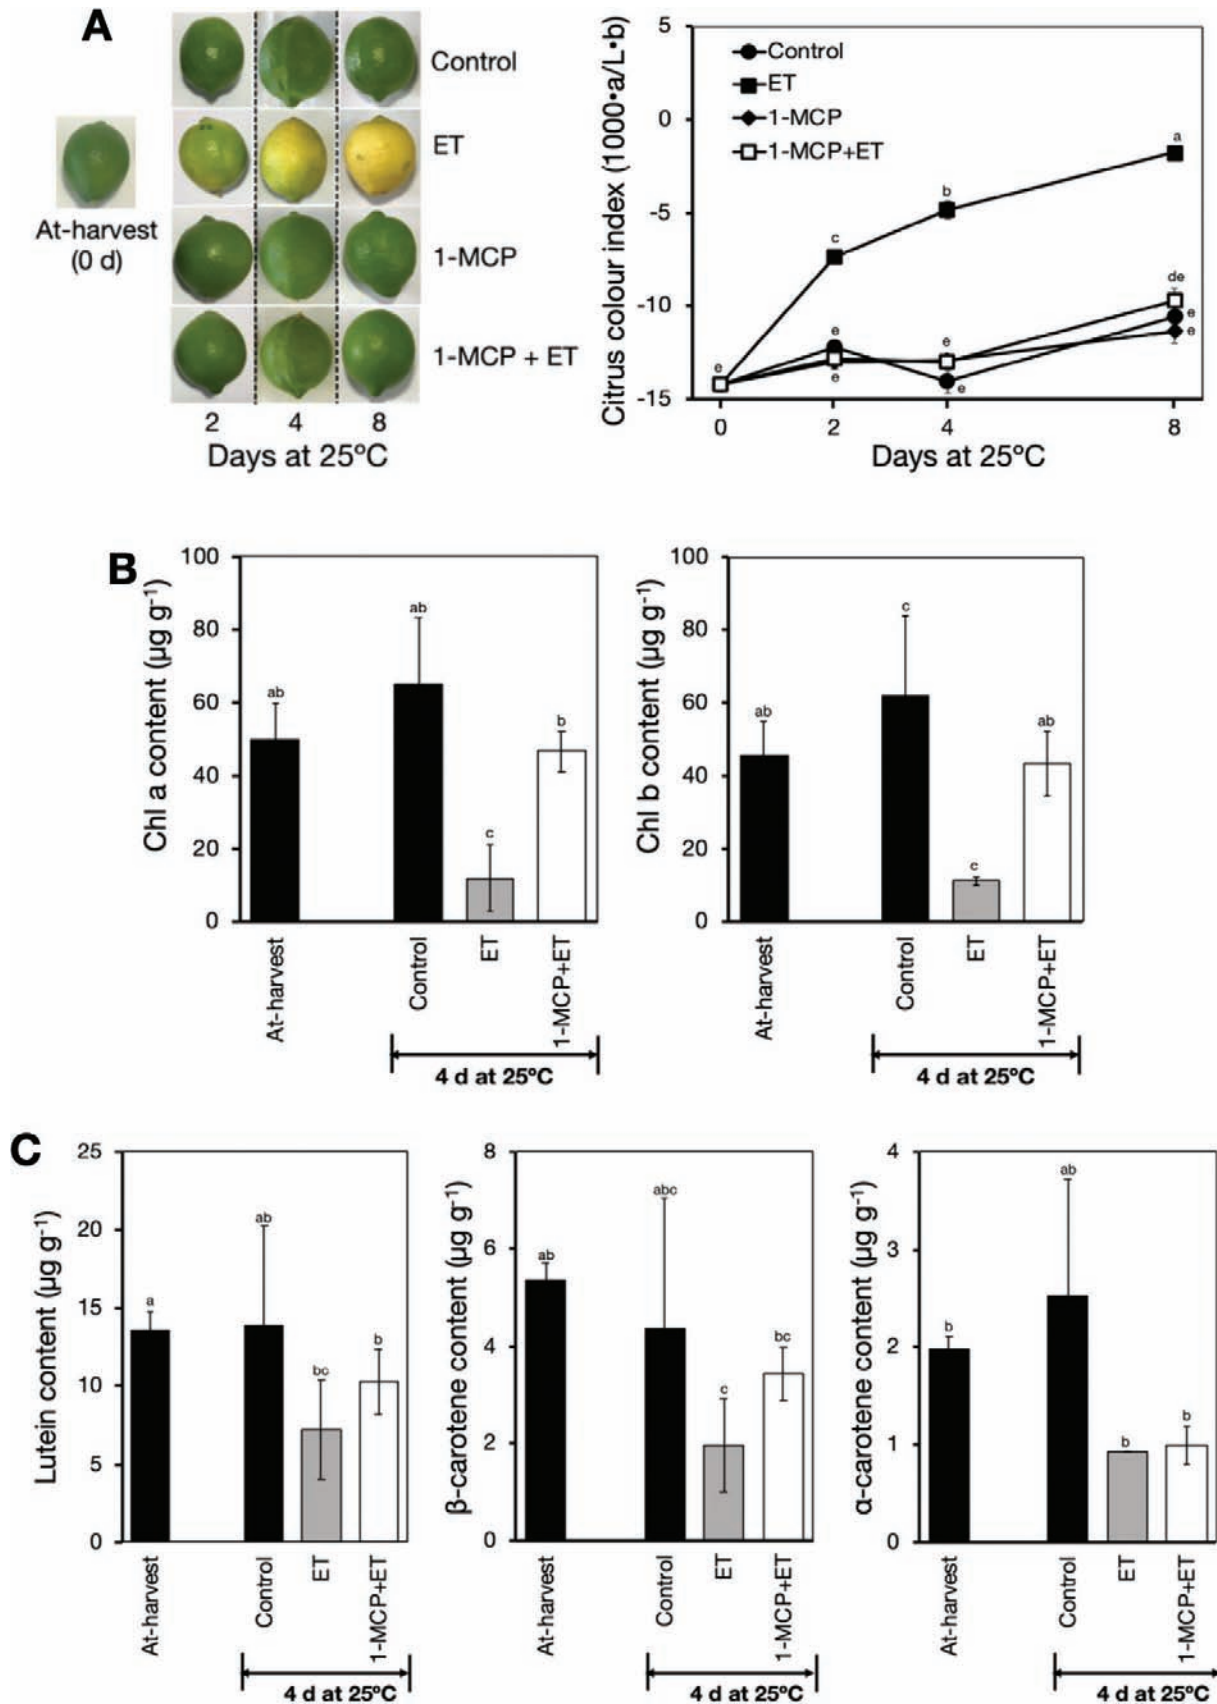 A
Control
ET
1-MCP
1-MCP + ET
At-harvest
(0 d)
2 4 8
Days at 25ºC
Citrus colour index (1000•a/L•b)
5
0
-5
-10
-15
Control
ET
1-MCP
1-MCP+ET
a
b
c
de
e
e
e
e
e
e
e
0 2 4 8
Days at 25ºC
B
Chl a content (µg g-1)
100
80
60
40
20
0
ab
ab
c
b
At-harvest
Control
ET
1-MCP+ET
4 d at 25ºC
Chl b content (µg g-1)
100
80
60
40
20
0
ab
c
c
ab
At-harvest
Control
ET
1-MCP+ET
4 d at 25ºC
C
Lutein content (µg g-1)
25
20
15
10
5
0
a
ab
bc
b
At-harvest
Control
ET
1-MCP+ET
4 d at 25ºC
β-carotene content (µg g-1)
8
6
4
2
0
ab
abc
c
bc
At-harvest
Control
ET
1-MCP+ET
4 d at 25ºC
α-carotene content (µg g-1)
4
3
2
1
0
b
ab
b
b
At-harvest
Control
ET
1-MCP+ET
4 d at 25ºC